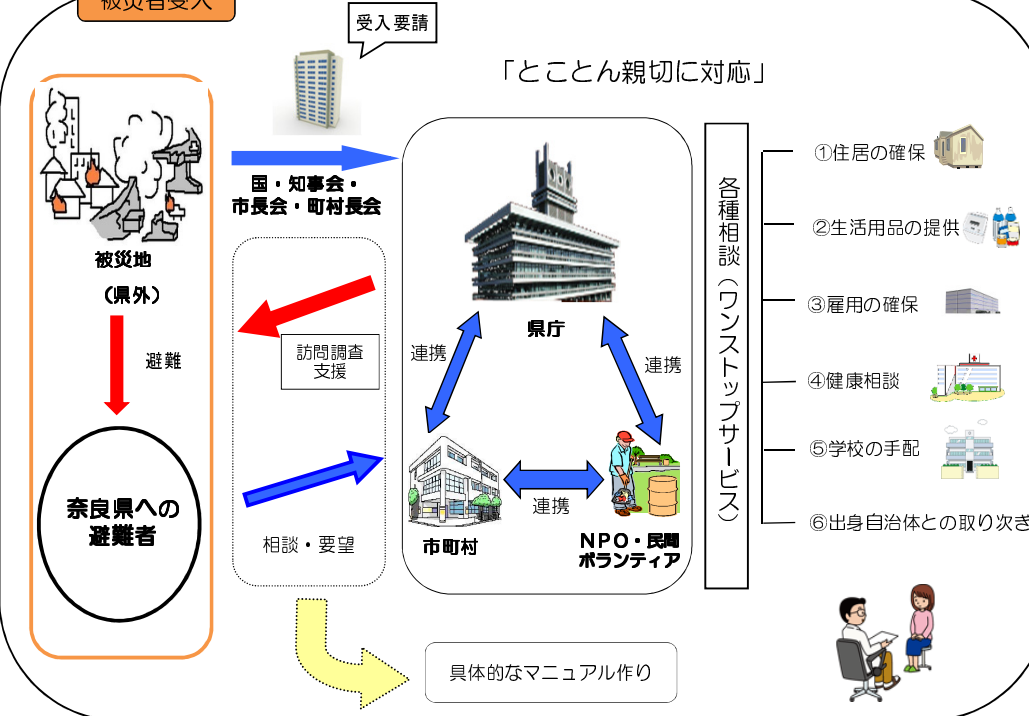 被災者受入
受入要請
「とことん親切に対応」
国・知事会・
市長会・町村長会
被災地
（県外）
避難
奈良県への
避難者
訪問調査
支援
相談・要望
県庁
連携
連携
連携
市町村
NPO・民間
ボランティア
各種相談（ワンストップサービス）
①住居の確保
②生活用品の提供
③雇用の確保
④健康相談
⑤学校の手配
⑥出身自治体との取り次ぎ
具体的なマニュアル作り